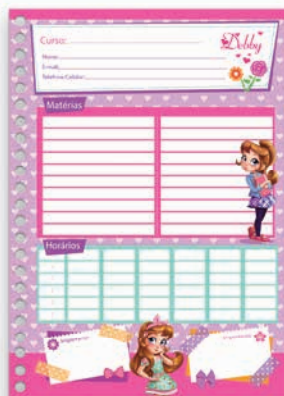 Curso:
Debby
Nome:
E-mail:
Telefone/Celular:
Matérias
Horários